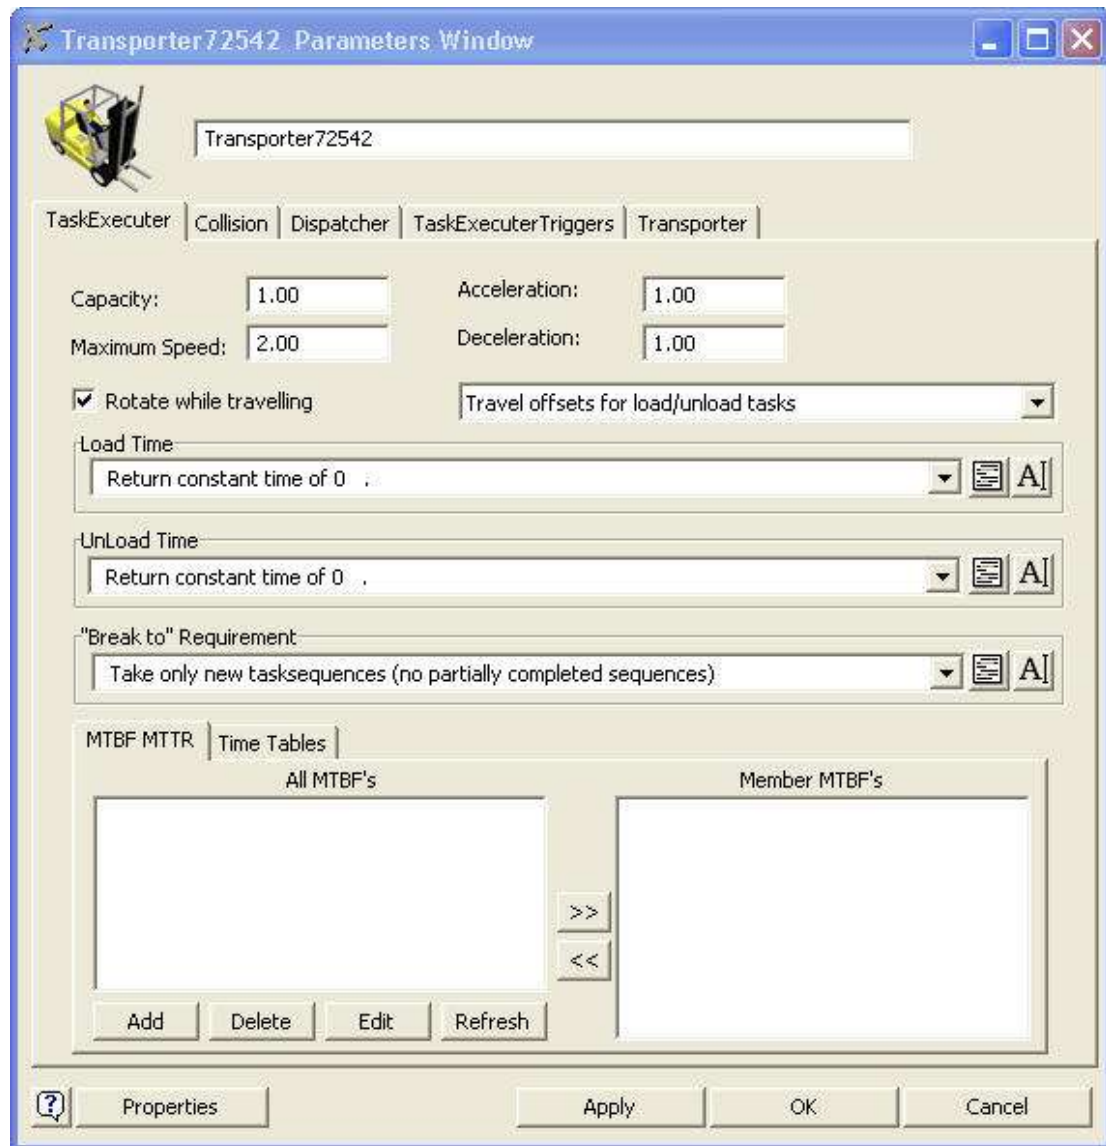 Transporter72542 Parameters Window
Transporter72542
TaskExecuter Collision Dispatcher TaskExecuterTriggers Transporter
Capacity: 1.00 Acceleration: 1.00
Maximum Speed: 2.00 Deceleration: 1.00
Rotate while travelling Travel offsets for load/unload tasks
Load Time
Return constant time of 0 .
A
UnLoad Time
Return constant time of 0 .
A
"Break to" Requirement
Take only new tasksequences (no partially completed sequences)
A
MTBF MTTR Time Tables
All MTBF's Member MTBF's
>>
<<
Add Delete Edit Refresh
? Properties Apply OK Cancel